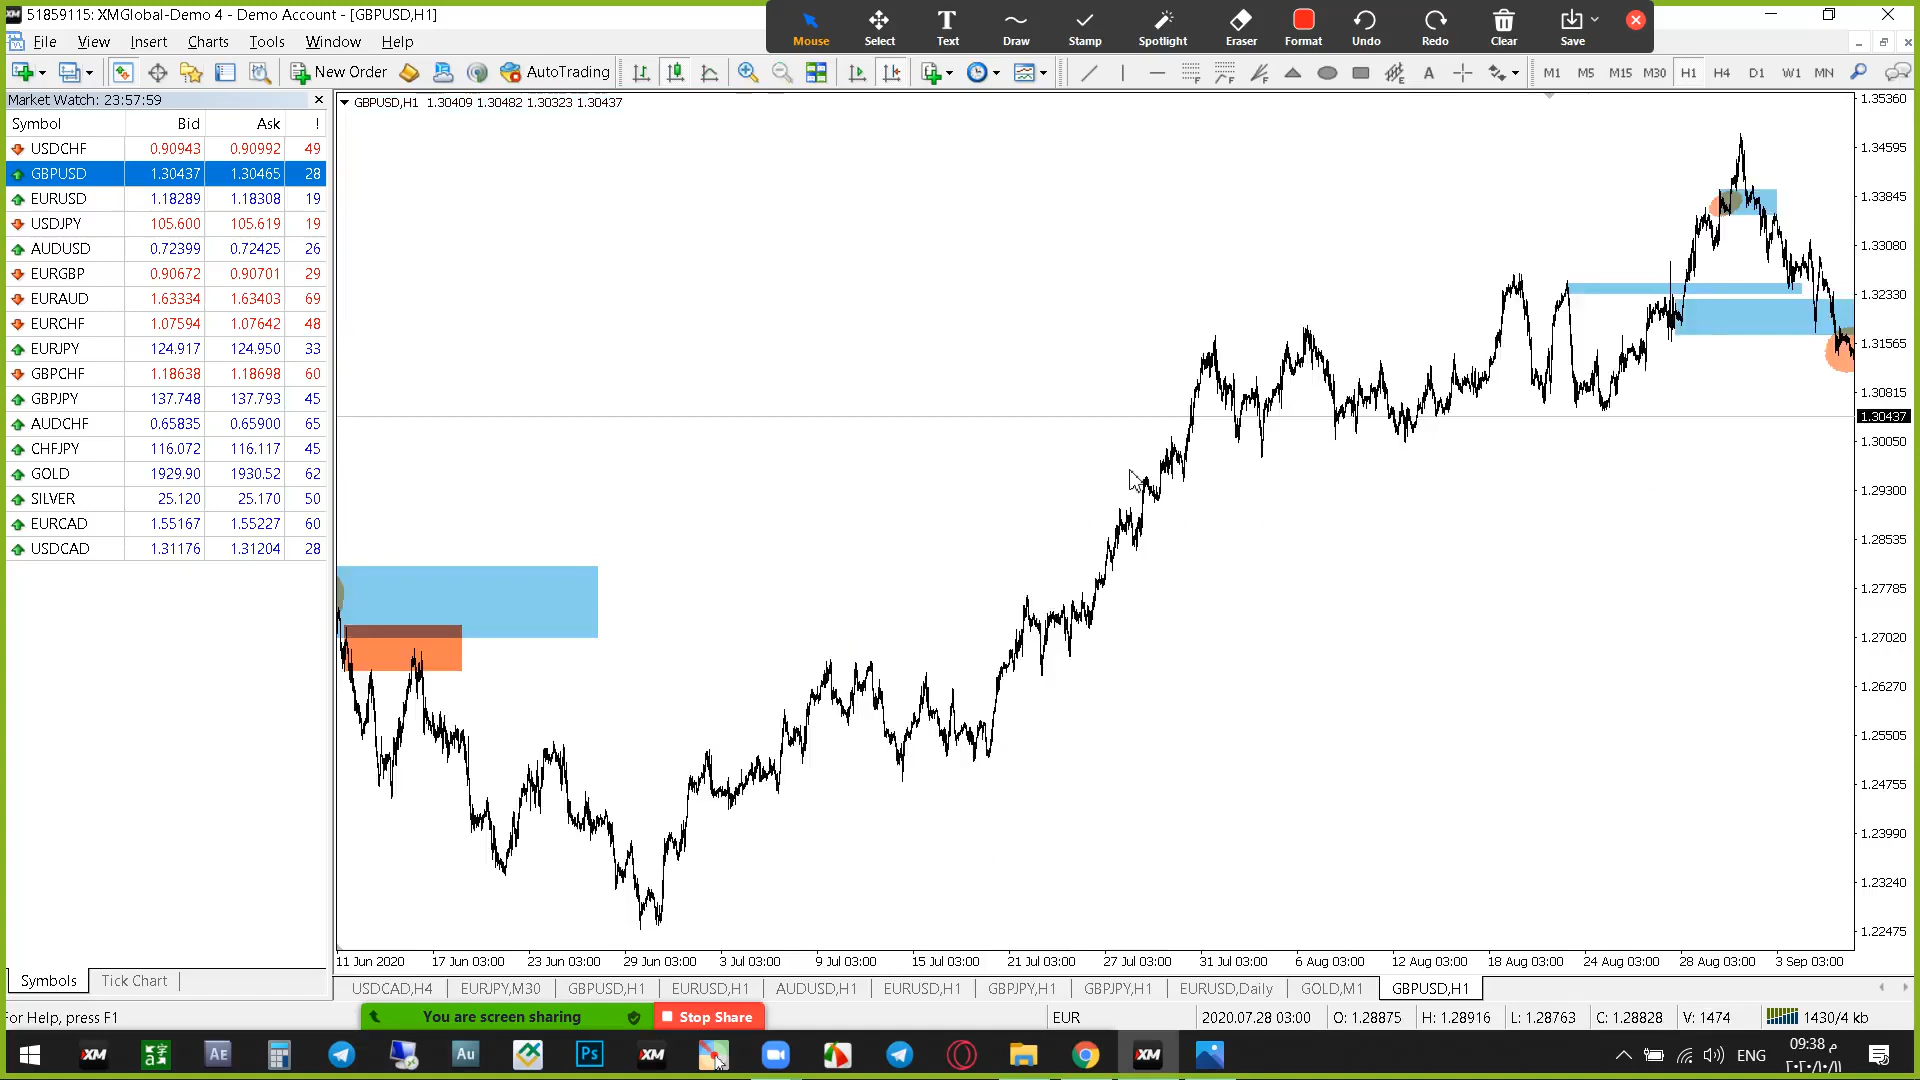 51859115: XMGlobal-Demo 4 - Demo Account - [GBPUSD,H1]
Mouse Select Text Draw Stamp Spotlight Eraser Format Undo Redo Clear Save
File View Insert Charts Tools Window Help
New Order AutoTrading A M1 M5 M15 M30 H1 H4 D1 W1 MN
Market Watch: 23:57:59
Symbol Bid Ask !
USDCHF 0.90943 0.90992 49
GBPUSD 1.30437 1.30465 28
EURUSD 1.18289 1.18308 19
USDJPY 105.600 105.619 19
AUDUSD 0.72399 0.72425 26
EURGBP 0.90672 0.90701 29
EURAUD 1.63334 1.63403 69
EURCHF 1.07594 1.07642 48
EURJPY 124.917 124.950 33
GBPCHF 1.18638 1.18698 60
GBPJPY 137.748 137.793 45
AUDCHF 0.65835 0.65900 65
CHFJPY 116.072 116.117 45
GOLD 1929.90 1930.52 62
SILVER 25.120 25.170 50
EURCAD 1.55167 1.55227 60
USDCAD 1.31176 1.31204 28
Symbols Tick Chart
GBPUSD,H1 1.30409 1.30482 1.30323 1.30437
1.35360
1.34595
1.33845
1.33080
1.32330
1.31565
1.30815
1.30437
1.30050
1.29300
1.28535
1.27785
1.27020
1.26270
1.25505
1.24755
1.23990
1.23240
1.22475
11 Jun 2020 17 Jun 03:00 23 Jun 03:00 29 Jun 03:00 3 Jul 03:00 9 Jul 03:00 15 Jul 03:00 21 Jul 03:00 27 Jul 03:00 31 Jul 03:00 6 Aug 03:00 12 Aug 03:00 18 Aug 03:00 24 Aug 03:00 28 Aug 03:00 3 Sep 03:00
USDCAD,H4 EURJPY,M30 GBPUSD,H1 EURUSD,H1 AUDUSD,H1 EURUSD,H1 GBPJPY,H1 GBPJPY,H1 EURUSD,Daily GOLD,M1 GBPUSD,H1
For Help, press F1 You are screen sharing Stop Share EUR 2020.07.28 03:00 O: 1.28875 H: 1.28916 L: 1.28763 C: 1.28828 V: 1474 1430/4 kb
XM Ae Au Ps XM XM ENG
09:38 م
٢٠٢٠/١٠/١١